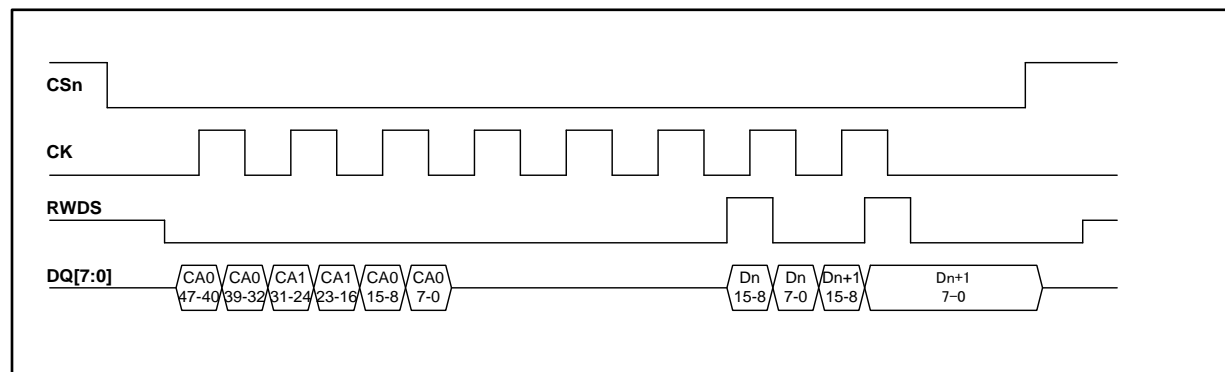 CSn
CK
RWDS
DQ[7:0]
CA0
47-40
CA0
39-32
CA1
31-24
CA1
23-16
CA0
15-8
CA0
7-0
Dn
15-8
Dn
7-0
Dn+1
15-8
Dn+1
7-0